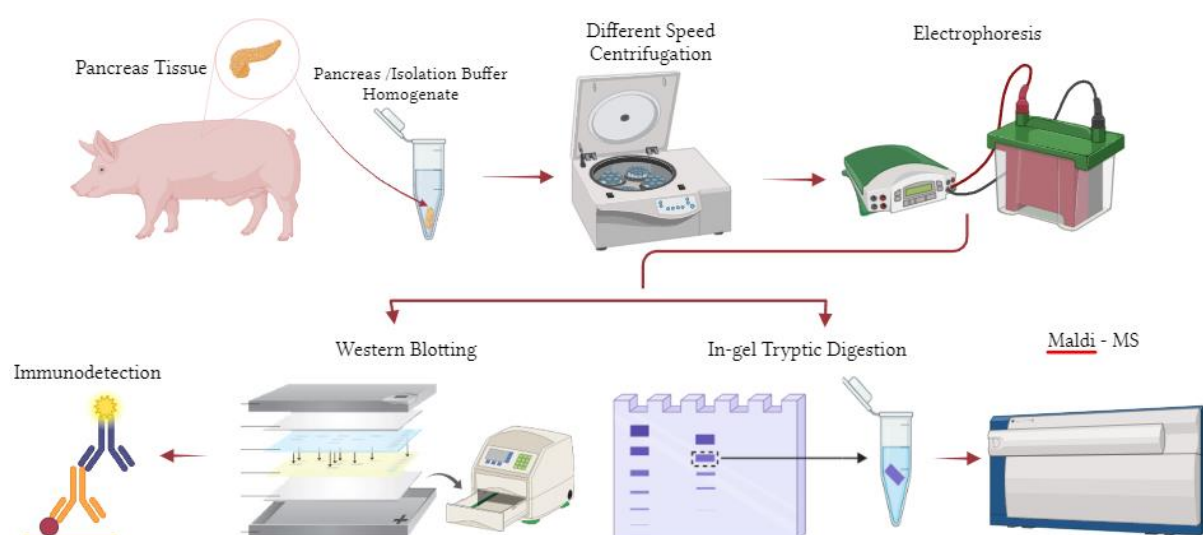 Different Speed
Centrifugation
Electrophoresis
Pancreas Tissue
Pancreas /Isolation Buffer
Homogenate
Western Blotting
In-gel Tryptic Digestion
Maldi - MS
Immunodetection